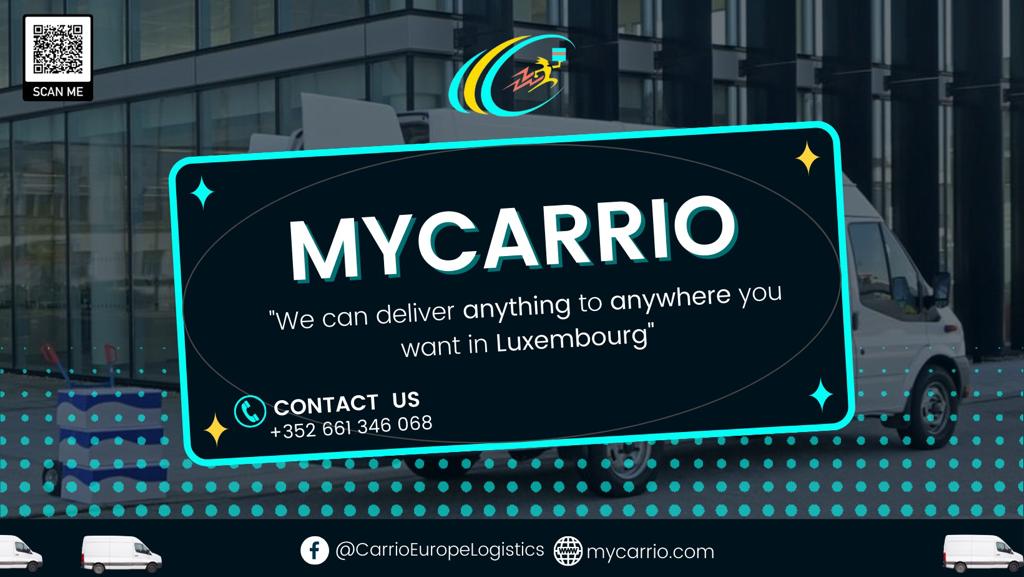 SCAN ME
MYCARRIO
"We can deliver anything to anywhere you
want in Luxembourg"
CONTACT US
+352 661 346 068
@CarrioEuropeLogistics
mycarrio.com